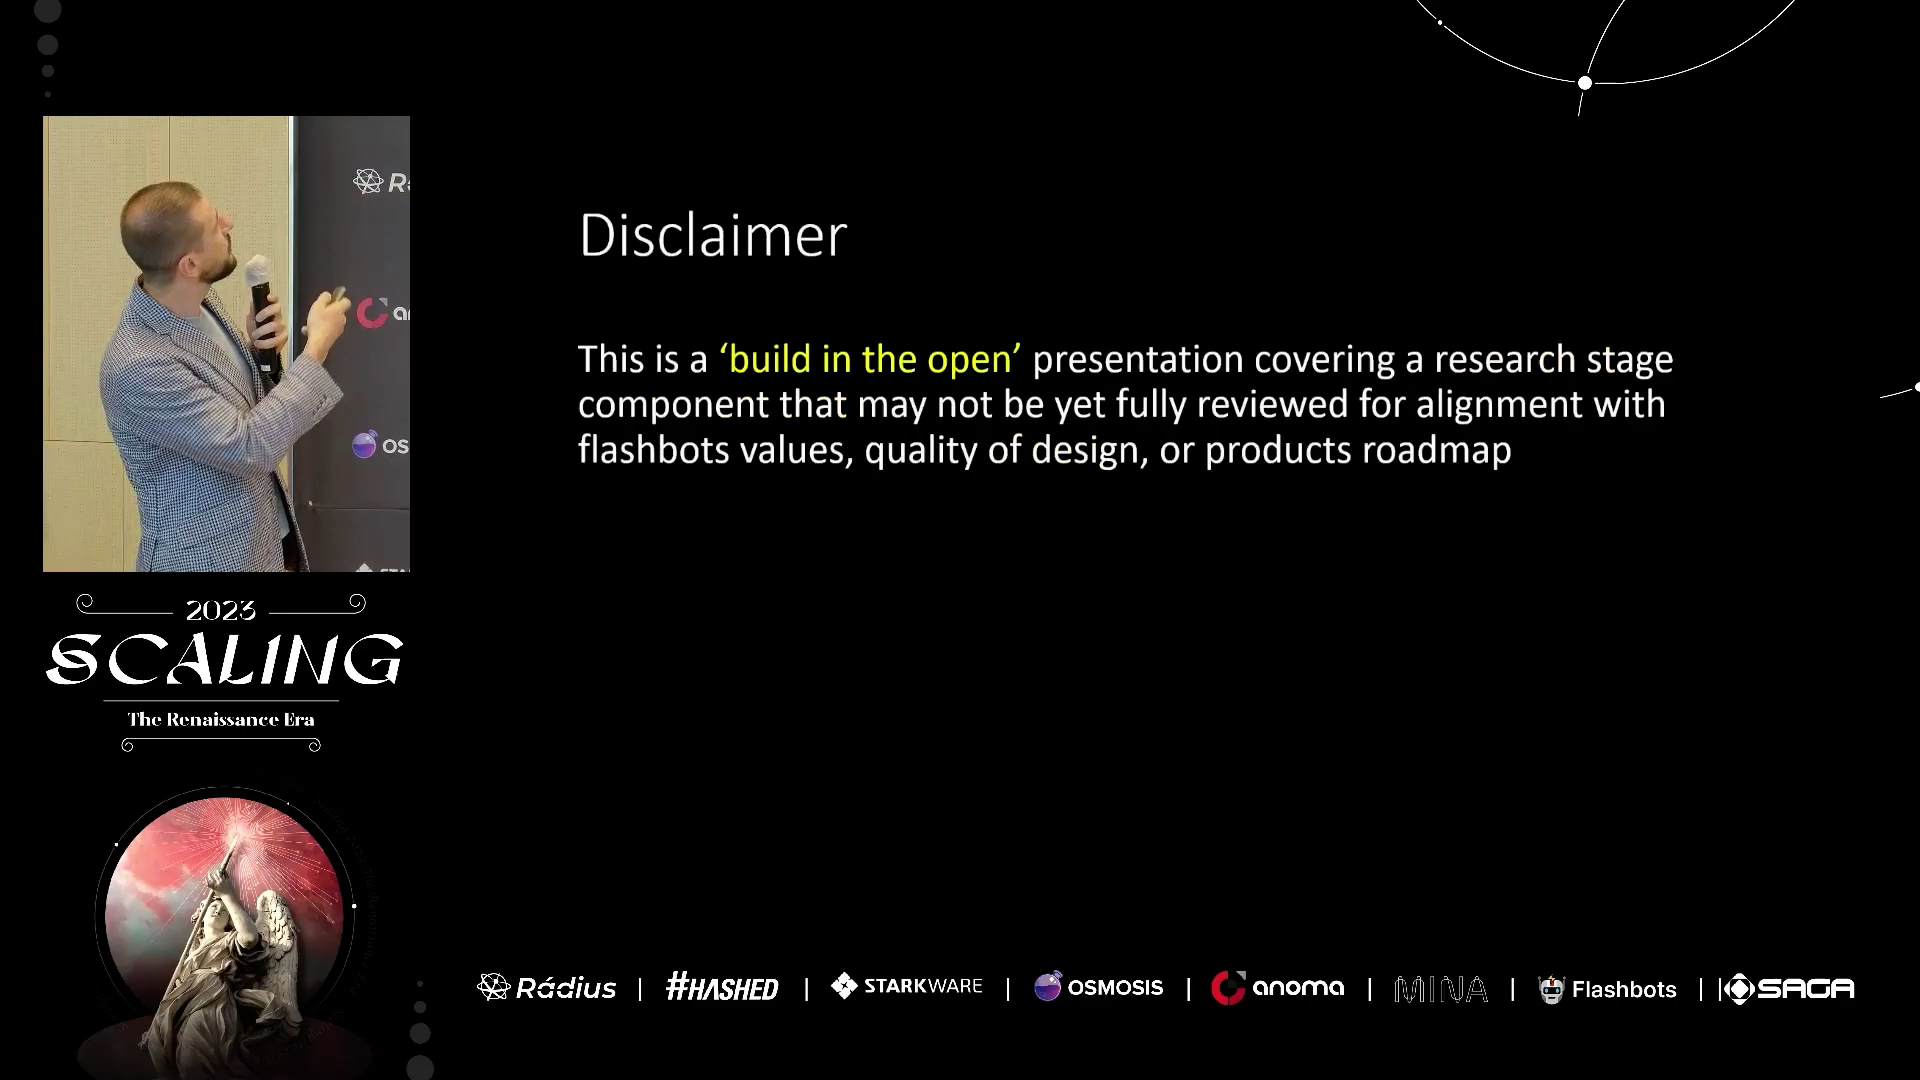 Disclaimer
This is a ‘build in the open’ presentation covering a research stage
component that may not be yet fully reviewed for alignment with
flashbots values, quality of design, or products roadmap
2023
SCALING
The Renaissance Era
Rádius | #HASHED | STARKWARE | OSMOSIS | anoma | MINA | Flashbots | | SAGA